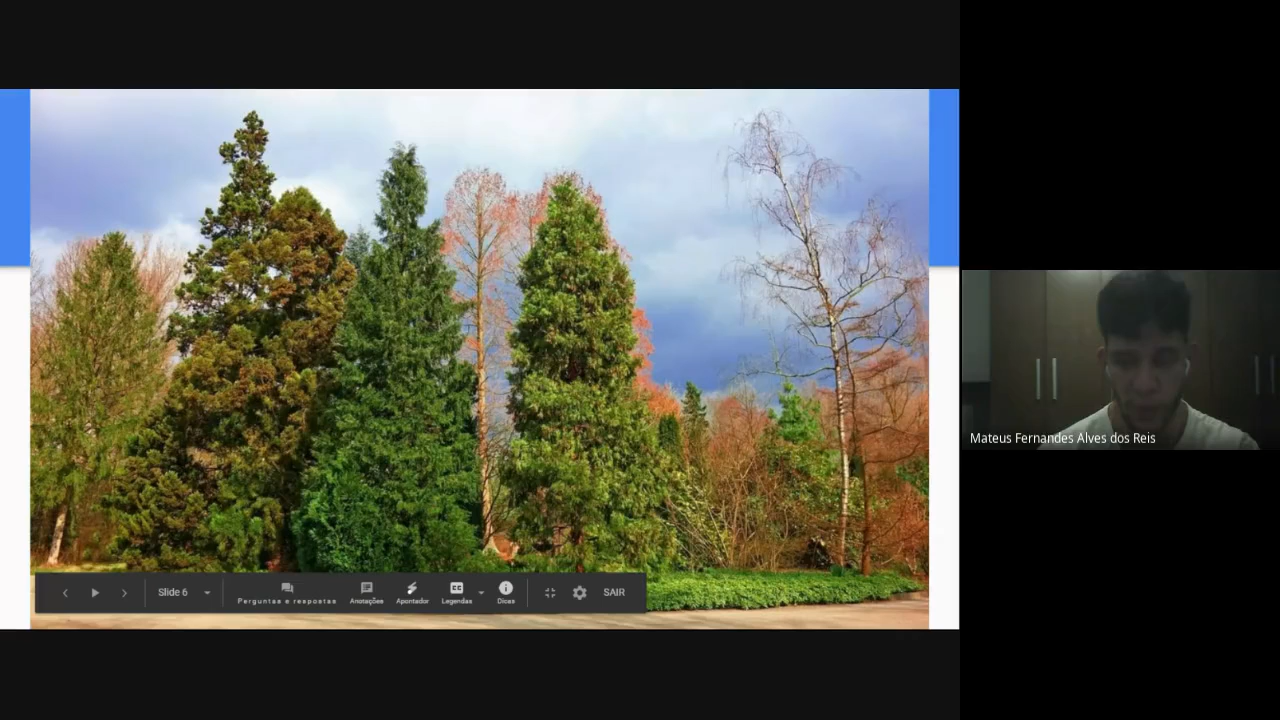 Mateus Fernandes Alves dos Reis
Slide 6
Perguntas e respostas
Anotações
Apontador
Legendas
Dicas
SAIR